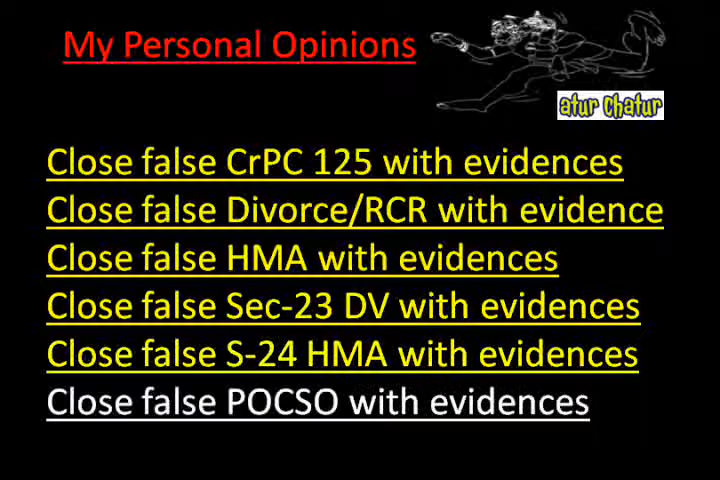 My Personal Opinions
atur chatur
Close false CrPC 125 with evidences
Close false Divorce/RCR with evidence
Close false HMA with evidences
Close false Sec-23 DV with evidences
Close false S-24 HMA with evidences
Close false POCSO with evidences